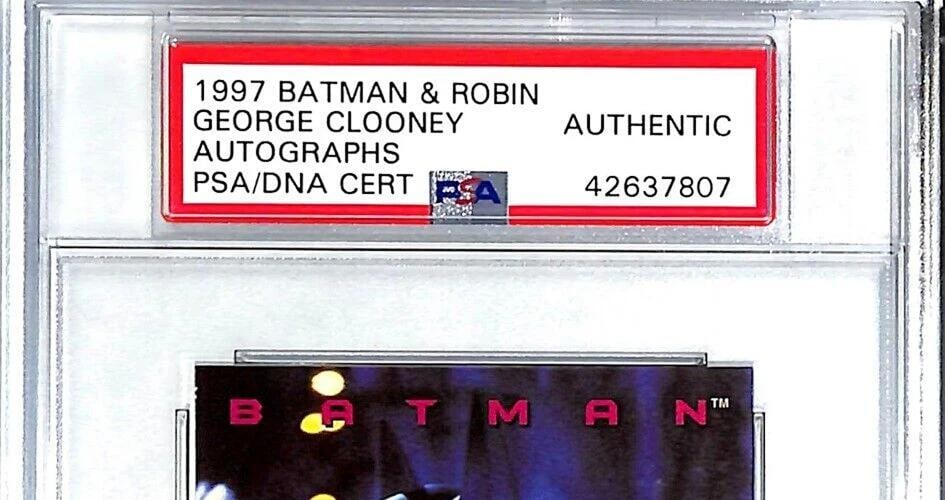 1997 BATMAN & ROBIN
GEORGE CLOONEY AUTHENTIC
AUTOGRAPHS
PSA/DNA CERT PSA 42637807
BATMAN™